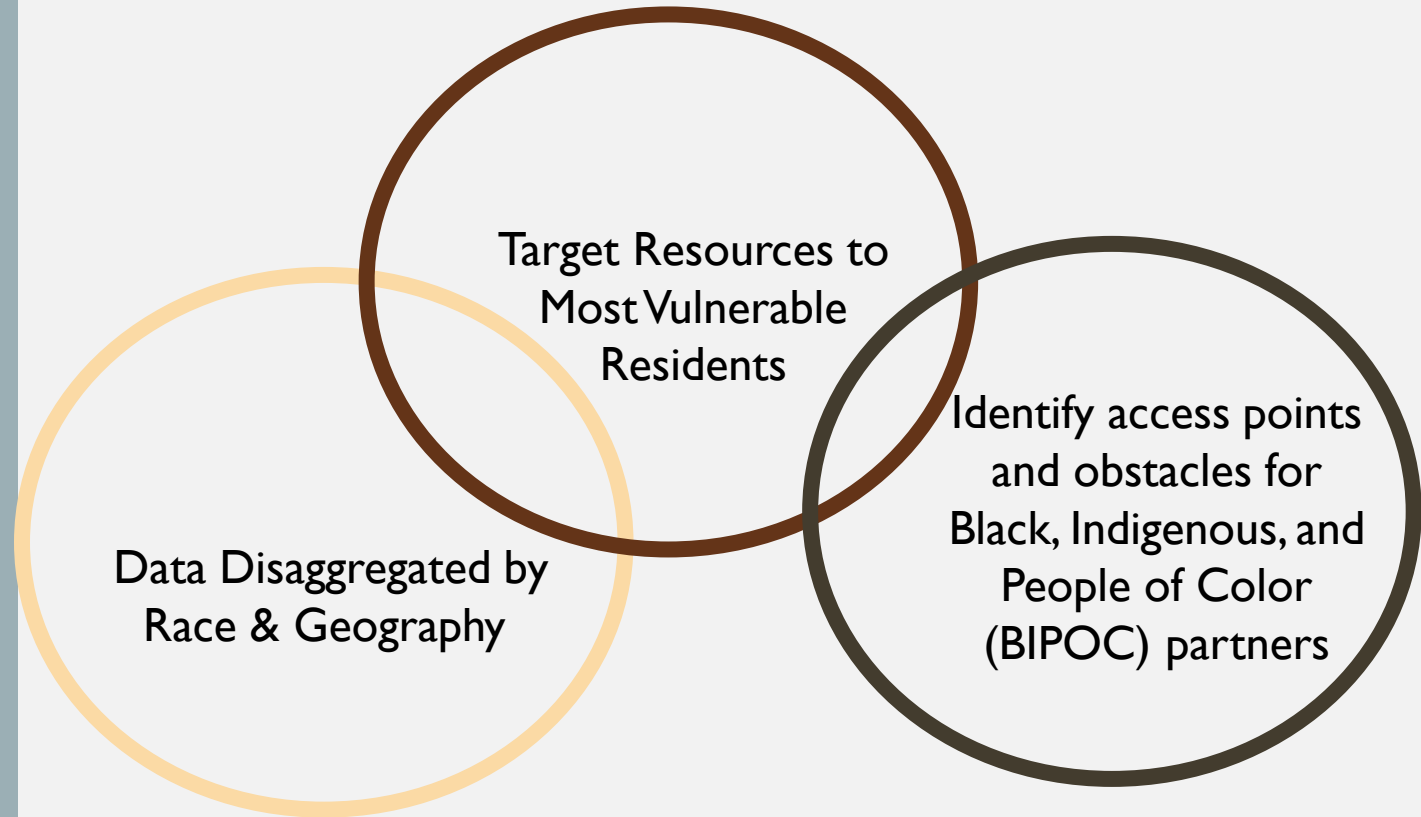 Target Resources to
Most Vulnerable
Residents
Identify access points
and obstacles for
Black, Indigenous, and
People of Color
(BIPOC) partners
Data Disaggregated by
Race & Geography